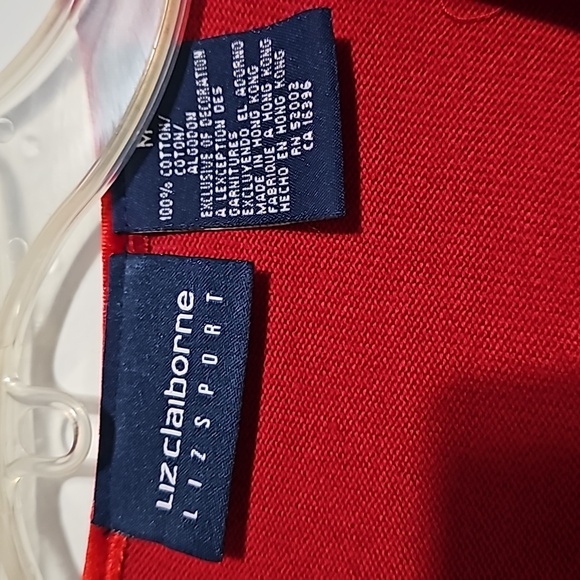 LIZ claiborne
LIZSPORT
M
100% COTTON/
COTON/
ALGODON
EXCLUSIVE OF DECORATION
A LEXCEPTION DES
GARNITURES
EXCLUYENDO EL ADORNO
MADE IN HONG KONG
FABRIQUE A HONG KONG
HECHO EN HONG KONG
RN 52002
CA 16396